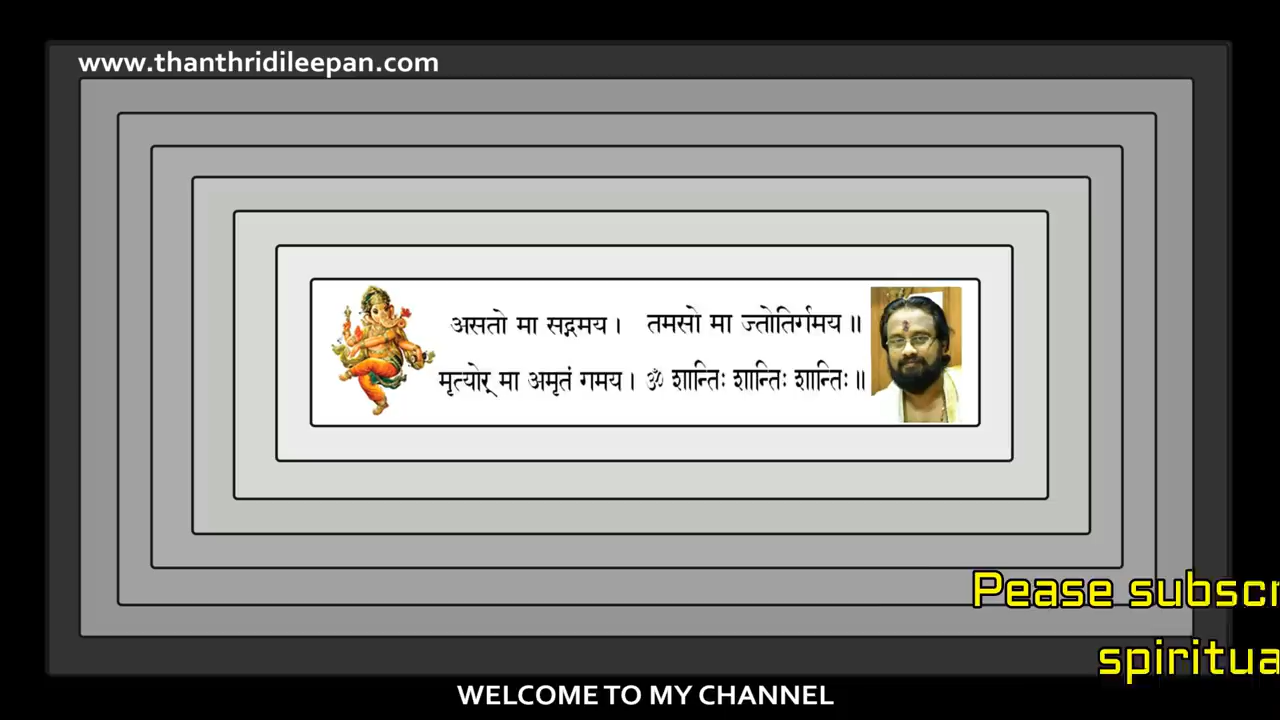 www.thanthridileepan.com
असतो मा सद्गमय। तमसो मा ज्तोतिर्गमय॥
मृत्योर् मा अमृतं गमय। ॐ शान्तिः शान्तिः शान्तिः॥
Pease subscr
spiritua
WELCOME TO MY CHANNEL